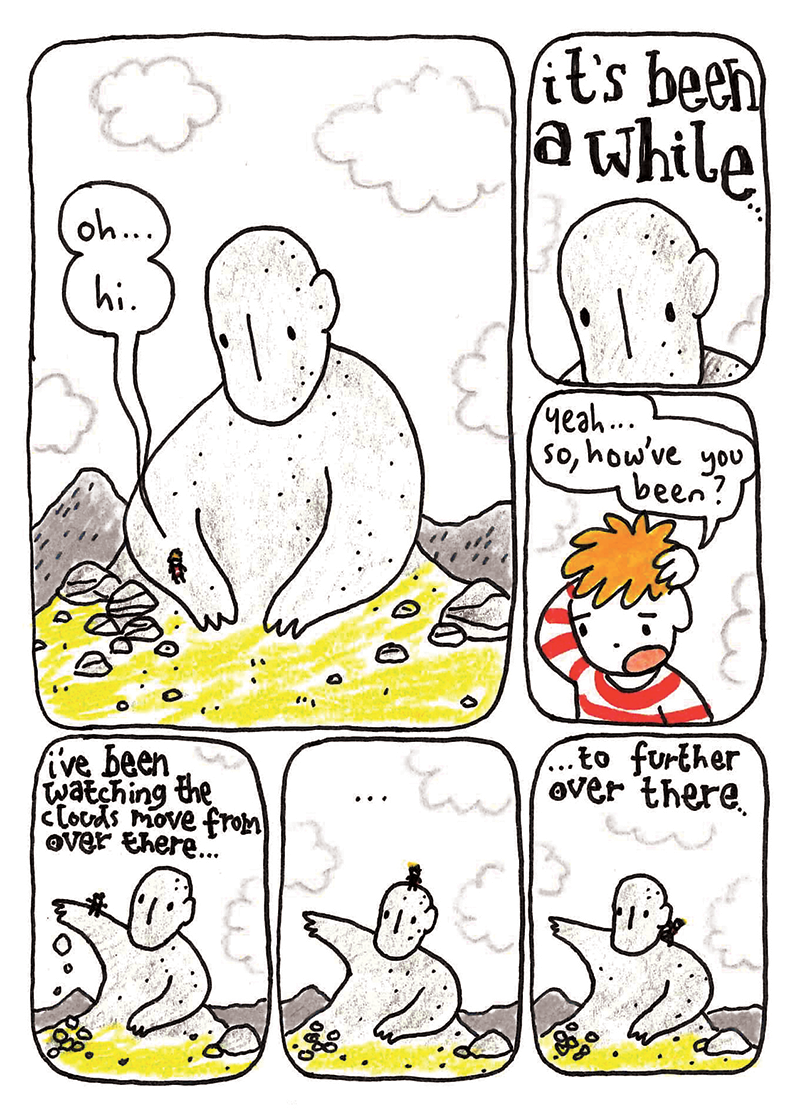 oh...
hi.
it's been
a while...
yeah...
so, how've you
been?
i've been
watching the
clouds move from
over there...
...
...to further
over there..